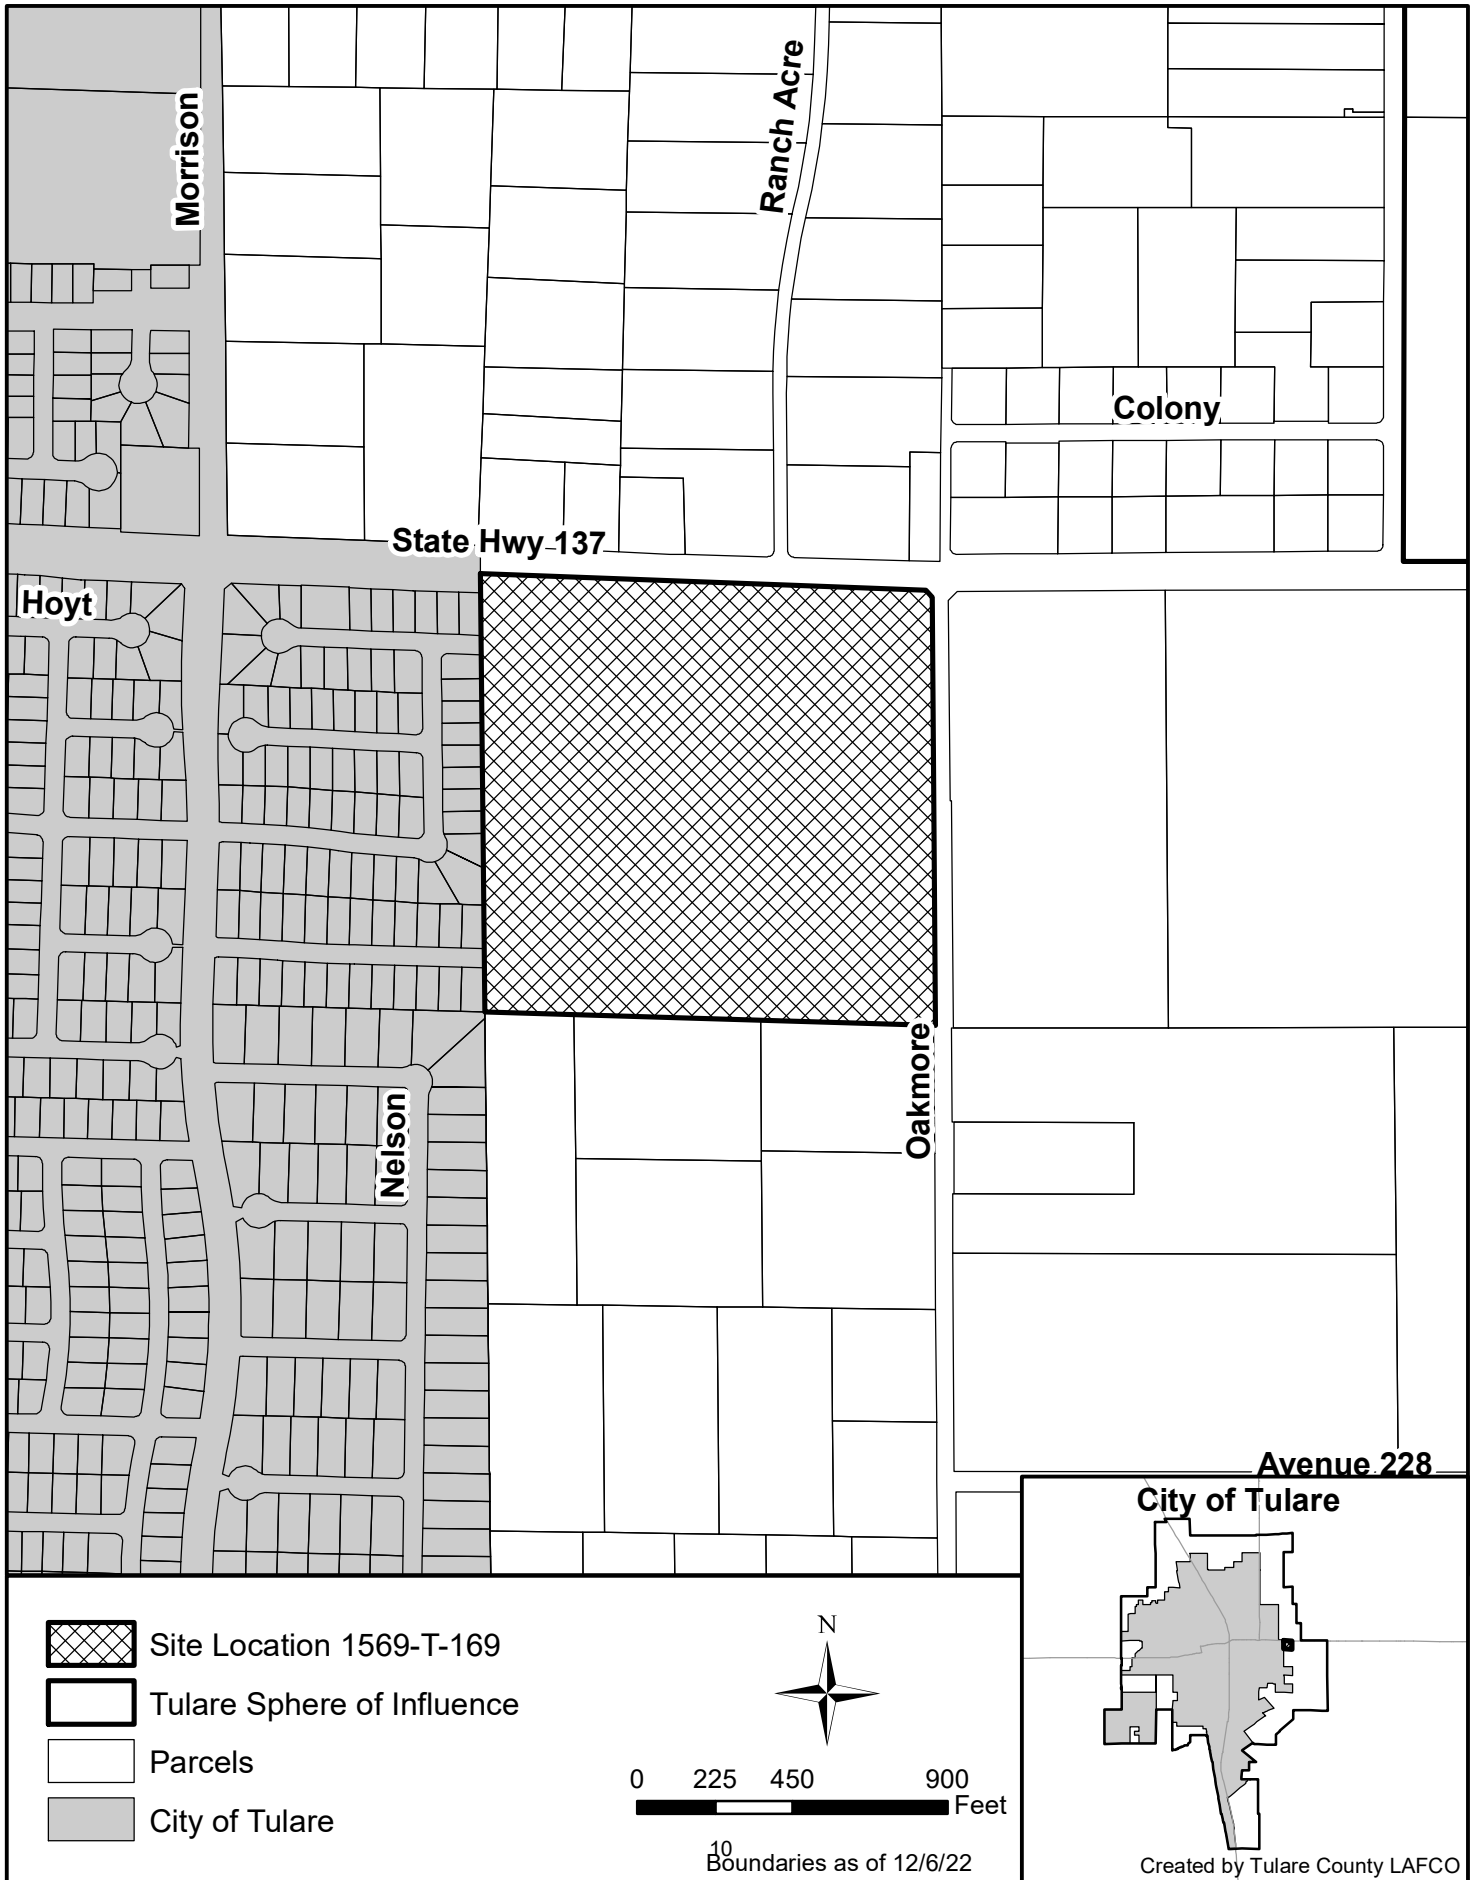 Morrison
Ranch Acre
Colony
State Hwy 137
Hoyt
Oakmore
Nelson
Avenue 228
City of Tulare
Site Location 1569-T-169
Tulare Sphere of Influence
Parcels
City of Tulare
N
0 225 450 900
Feet
10
Boundaries as of 12/6/22
Created by Tulare County LAFCO